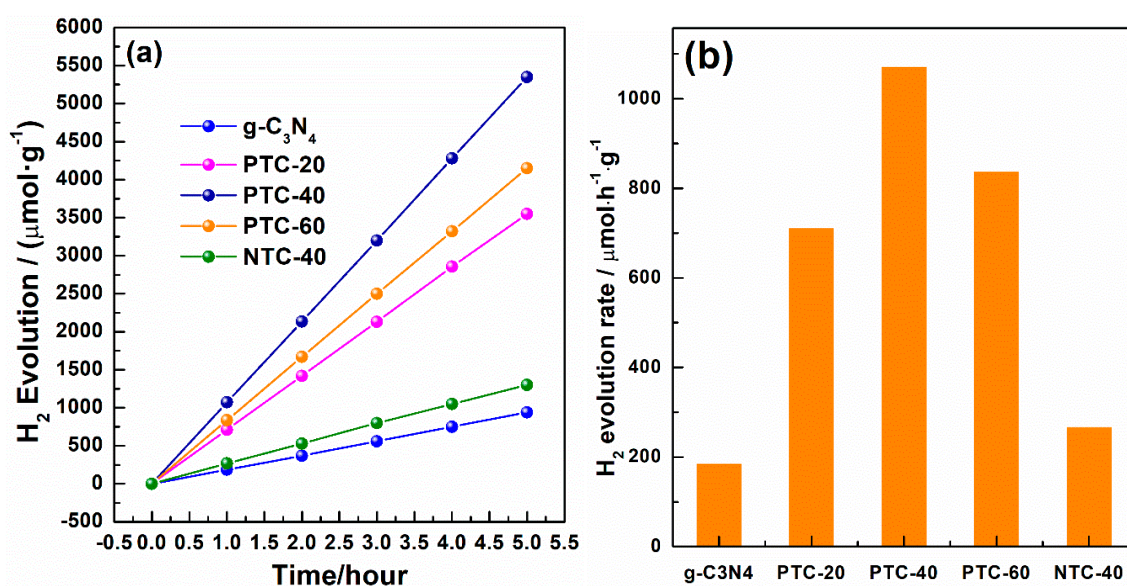 (a)
H₂ Evolution / (μmol·g⁻¹)
6000
5500
5000
4500
4000
3500
3000
2500
2000
1500
1000
500
0
-500
g-C₃N₄
PTC-20
PTC-40
PTC-60
NTC-40
-0.5 0.0 0.5 1.0 1.5 2.0 2.5 3.0 3.5 4.0 4.5 5.0 5.5
Time/hour
(b)
H₂ evolution rate / μmol·h⁻¹·g⁻¹
1000
800
600
400
200
0
g-C3N4 PTC-20 PTC-40 PTC-60 NTC-40